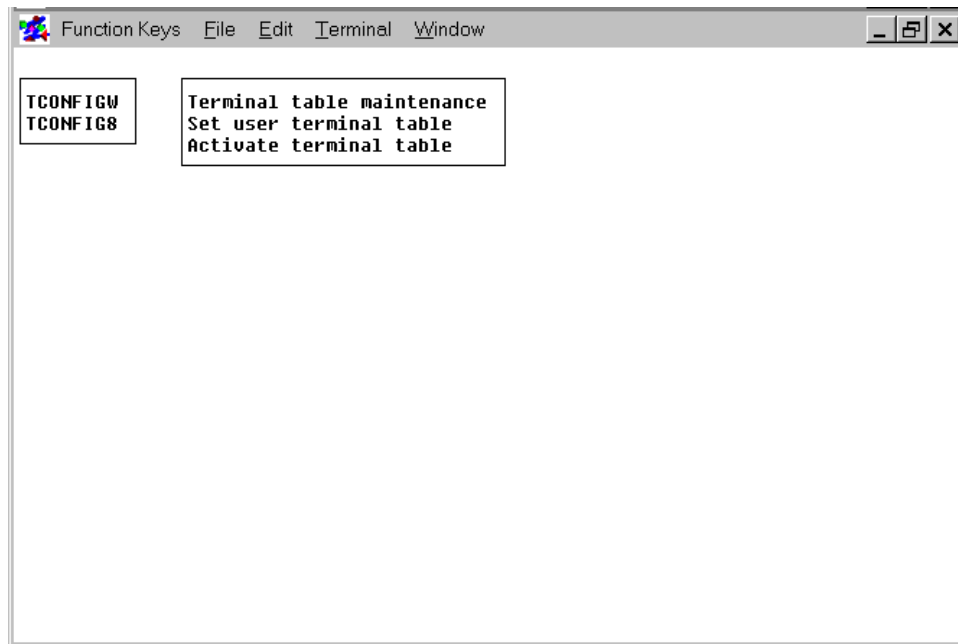 Function Keys File Edit Terminal Window
TCONFIGW
TCONFIG8
Terminal table maintenance
Set user terminal table
Activate terminal table